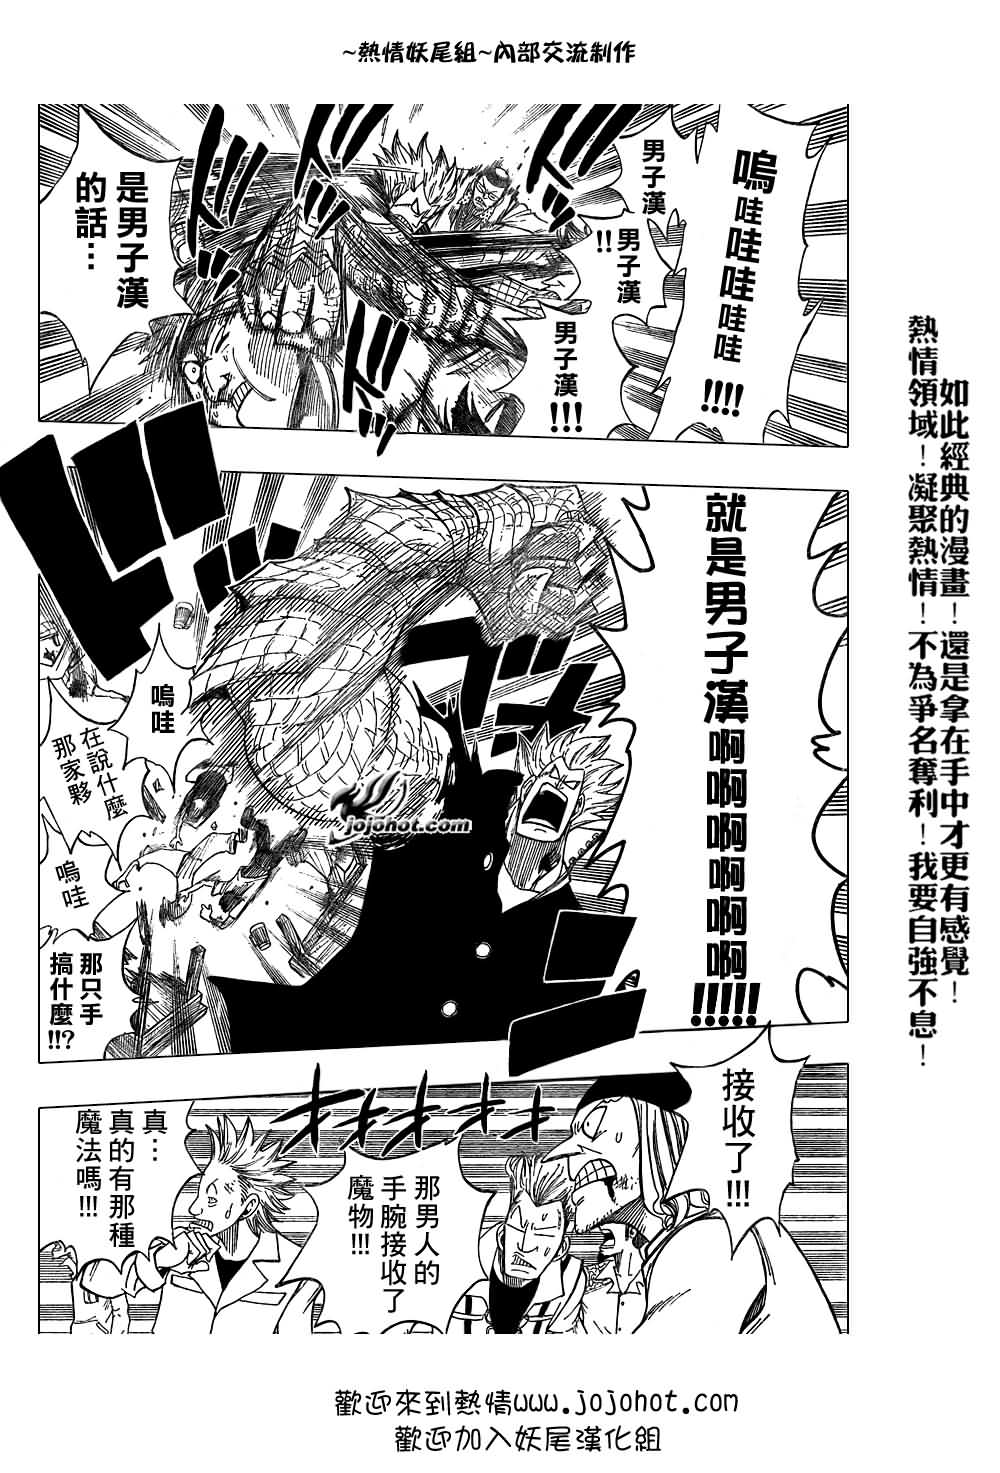 ~熱情妖尾組~內部交流制作
嗚哇哇哇哇哇!!!!
男子漢
!!男子漢
男子漢!!!
是男子漢
的話…
就是男子漢啊啊啊啊啊啊!!!!!
嗚哇
在說什麼
那家夥
嗚哇
那只手
搞什麼!!?
jojohot.com
接收了!!!
那男人的
手腕接收了
魔物!!!
真…
真的有那種
魔法嗎!!!
如此經典的漫畫！還是拿在手中才更有感覺！
熱情領域！凝聚熱情！不為爭名奪利！我要自強不息！
歡迎來到熱情www.jojohot.com
歡迎加入妖尾漢化組